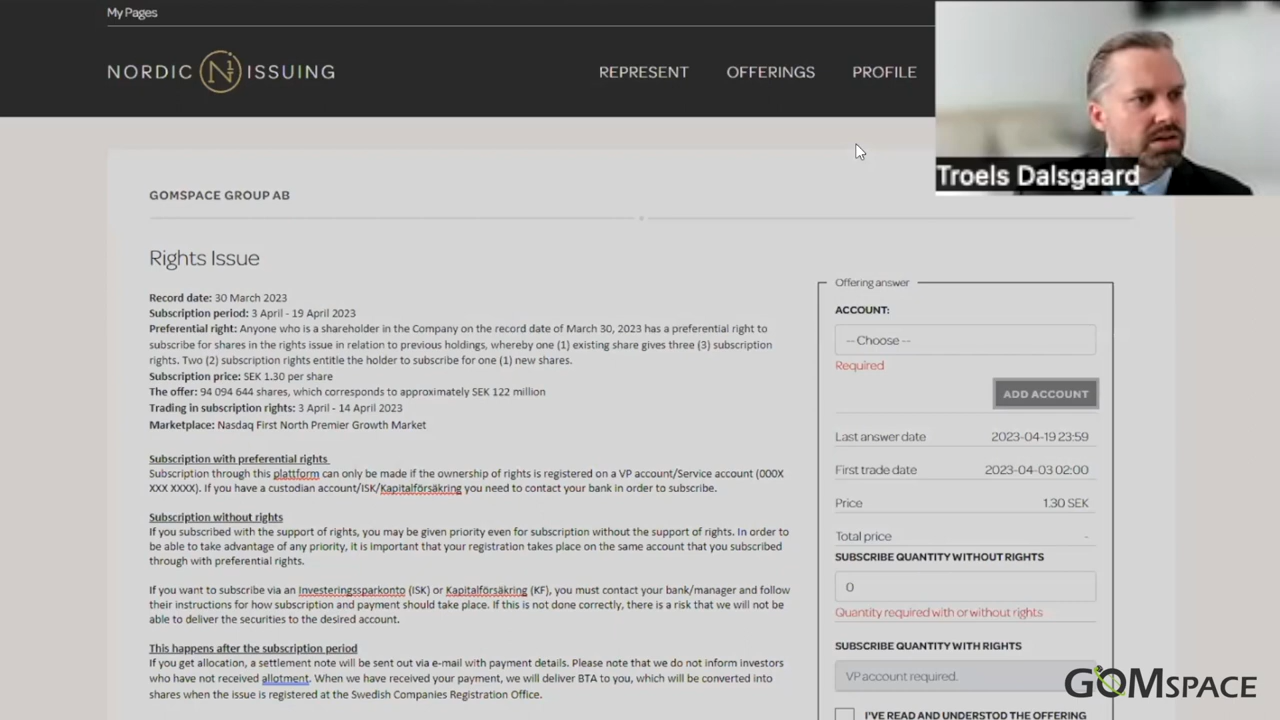 My Pages
NORDIC N1 ISSUING
REPRESENT
OFFERINGS
PROFILE
Troels Dalsgaard
GOMSPACE GROUP AB
Rights Issue
Record date: 30 March 2023
Subscription period: 3 April - 19 April 2023
Preferential right: Anyone who is a shareholder in the Company on the record date of March 30, 2023 has a preferential right to
subscribe for shares in the rights issue in relation to previous holdings, whereby one (1) existing share gives three (3) subscription
rights. Two (2) subscription rights entitle the holder to subscribe for one (1) new shares.
Subscription price: SEK 1.30 per share
The offer: 94 094 644 shares, which corresponds to approximately SEK 122 million
Trading in subscription rights: 3 April - 14 April 2023
Marketplace: Nasdaq First North Premier Growth Market
Subscription with preferential rights
Subscription through this plattform can only be made if the ownership of rights is registered on a VP account/Service account (000X
XXX XXXX). If you have a custodian account/ISK/Kapitalförsäkring you need to contact your bank in order to subscribe.
Subscription without rights
If you subscribed with the support of rights, you may be given priority even for subscription without the support of rights. In order to
be able to take advantage of any priority, it is important that your registration takes place on the same account that you subscribed
through with preferential rights.
If you want to subscribe via an Investeringssparkonto (ISK) or Kapitalförsäkring (KF), you must contact your bank/manager and follow
their instructions for how subscription and payment should take place. If this is not done correctly, there is a risk that we will not be
able to deliver the securities to the desired account.
This happens after the subscription period
If you get allocation, a settlement note will be sent out via e-mail with payment details. Please note that we do not inform investors
who have not received allotment. When we have received your payment, we will deliver BTA to you, which will be converted into
shares when the issue is registered at the Swedish Companies Registration Office.
Offering answer
ACCOUNT:
-- Choose --
Required
ADD ACCOUNT
Last answer date 2023-04-19 23:59
First trade date 2023-04-03 02:00
Price 1.30 SEK
Total price -
SUBSCRIBE QUANTITY WITHOUT RIGHTS
0
Quantity required with or without rights
SUBSCRIBE QUANTITY WITH RIGHTS
VP account required.
I'VE READ AND UNDERSTOD THE OFFERING
GOMSPACE